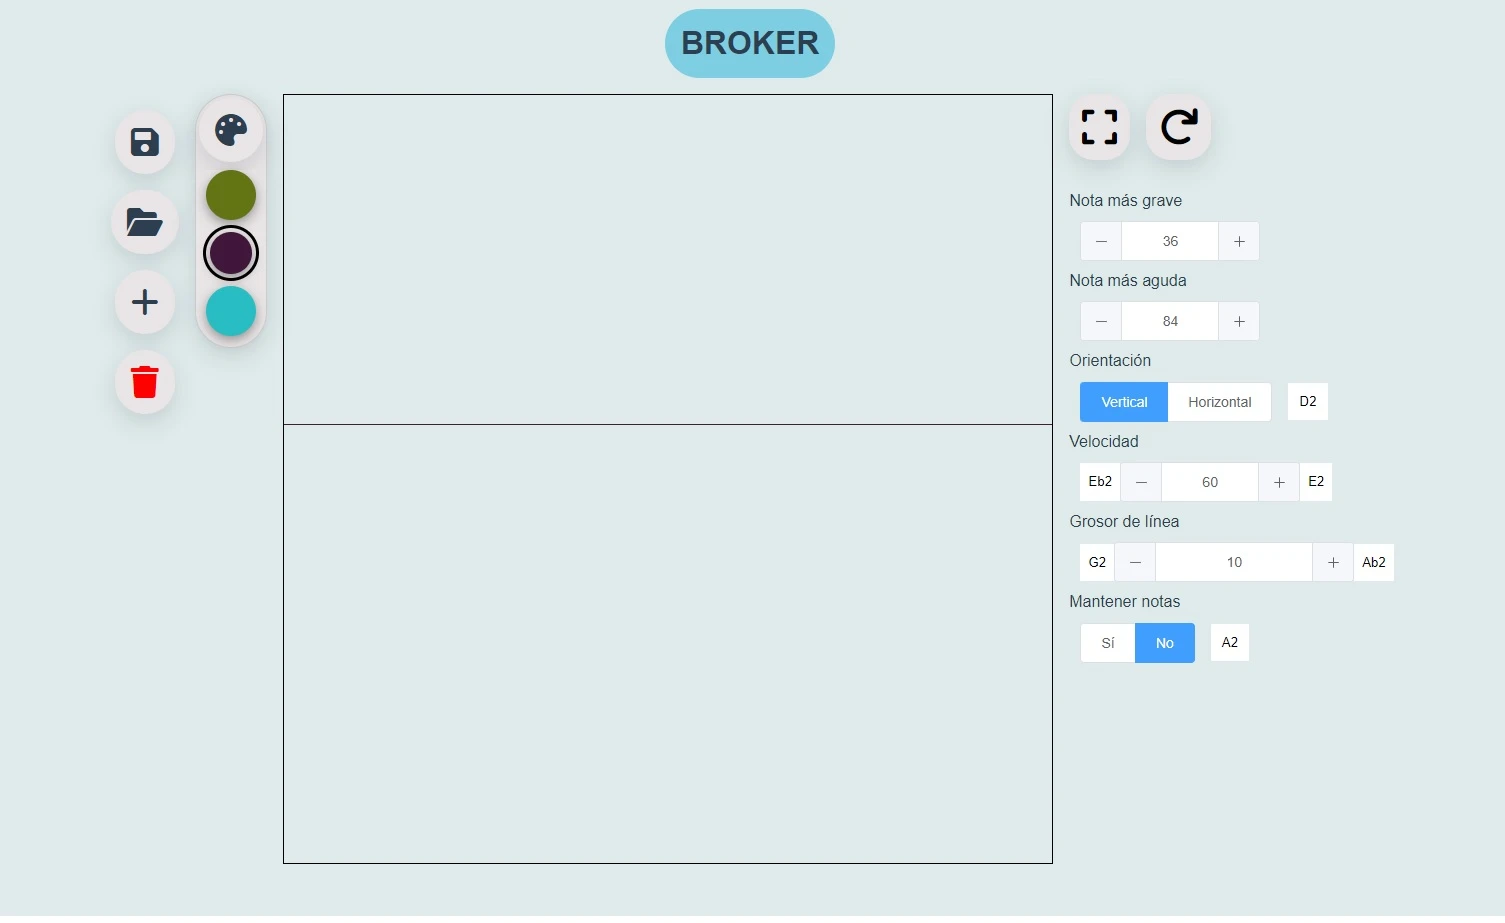 BROKER
Nota más grave
36
Nota más aguda
84
Orientación
Vertical Horizontal D2
Velocidad
Eb2 60 E2
Grosor de línea
G2 10 Ab2
Mantener notas
Sí No A2